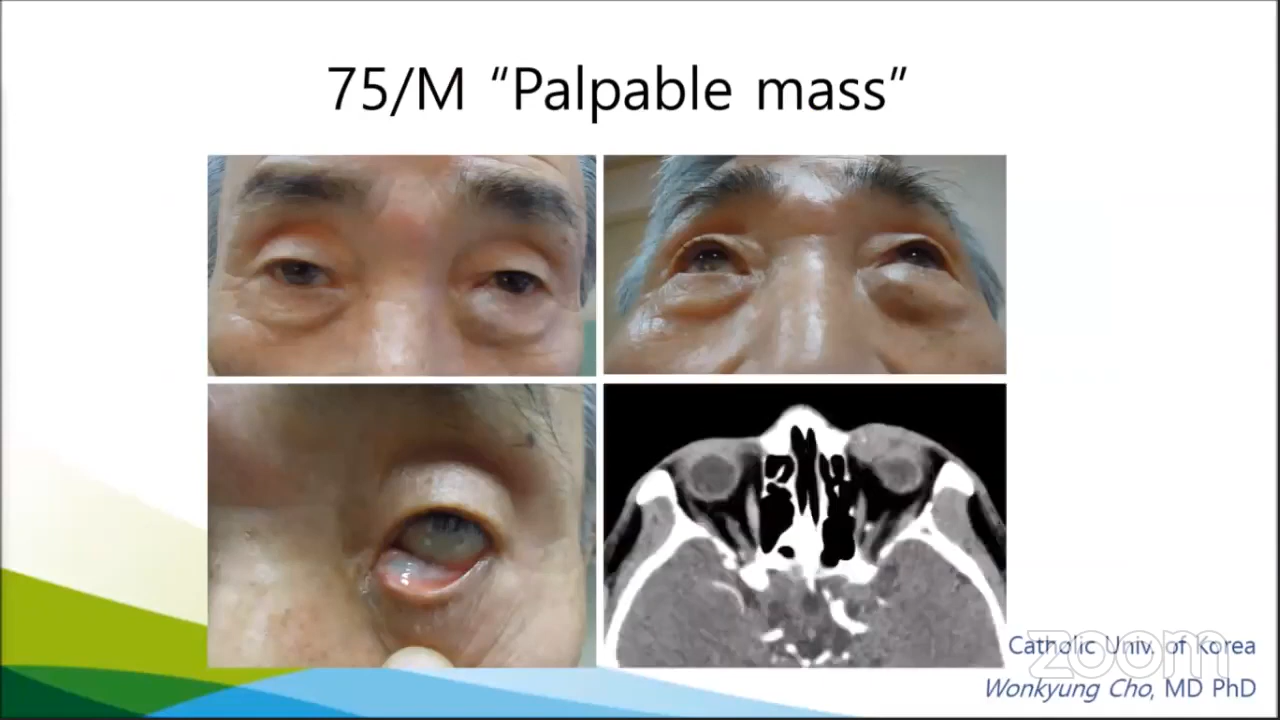 75/M “Palpable mass”
Catholic Univ. of Korea
zoom
Wonkyung Cho, MD PhD